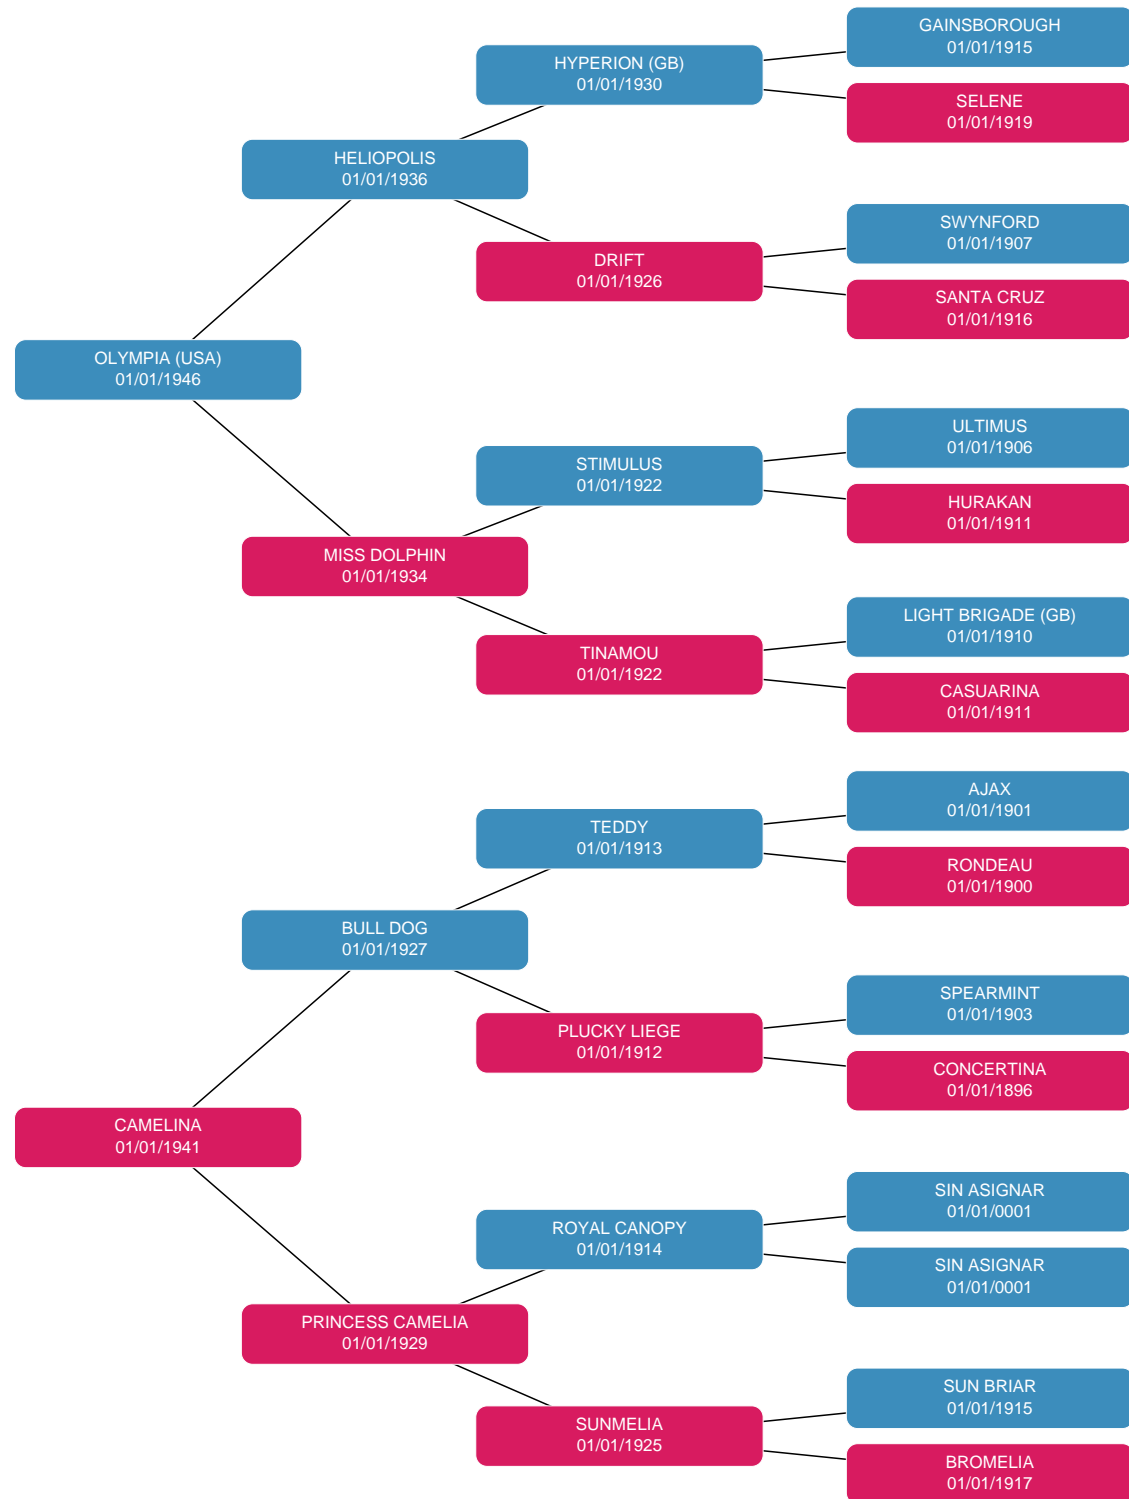 GAINSBOROUGH
01/01/1915
HYPERION (GB)
01/01/1930
SELENE
01/01/1919
HELIOPOLIS
01/01/1936
SWYNFORD
01/01/1907
DRIFT
01/01/1926
SANTA CRUZ
01/01/1916
OLYMPIA (USA)
01/01/1946
ULTIMUS
01/01/1906
STIMULUS
01/01/1922
HURAKAN
01/01/1911
MISS DOLPHIN
01/01/1934
LIGHT BRIGADE (GB)
01/01/1910
TINAMOU
01/01/1922
CASUARINA
01/01/1911
AJAX
01/01/1901
TEDDY
01/01/1913
RONDEAU
01/01/1900
BULL DOG
01/01/1927
SPEARMINT
01/01/1903
PLUCKY LIEGE
01/01/1912
CONCERTINA
01/01/1896
CAMELINA
01/01/1941
SIN ASIGNAR
01/01/0001
ROYAL CANOPY
01/01/1914
SIN ASIGNAR
01/01/0001
PRINCESS CAMELIA
01/01/1929
SUN BRIAR
01/01/1915
SUNMELIA
01/01/1925
BROMELIA
01/01/1917